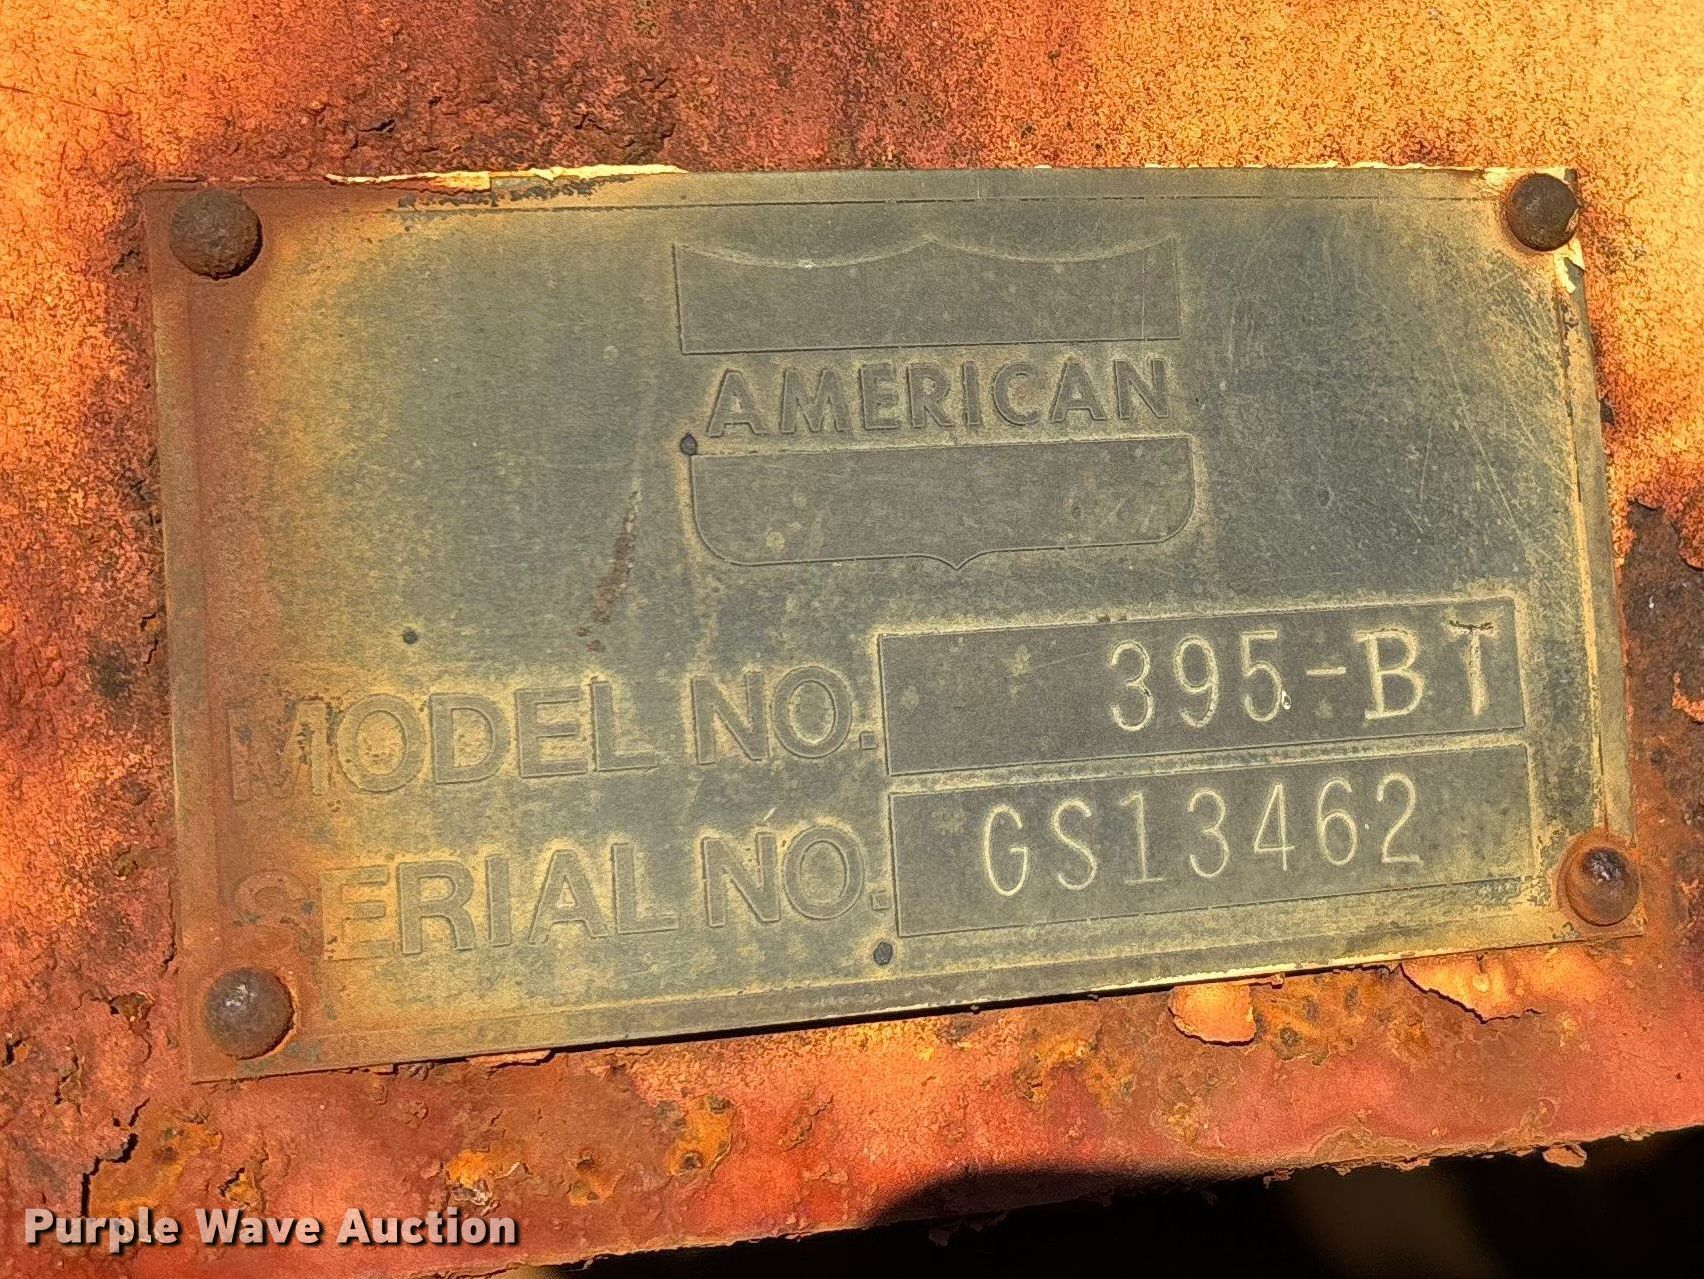 AMERICAN
MODEL NO. 395-BT
SERIAL NO. GS13462
Purple Wave Auction